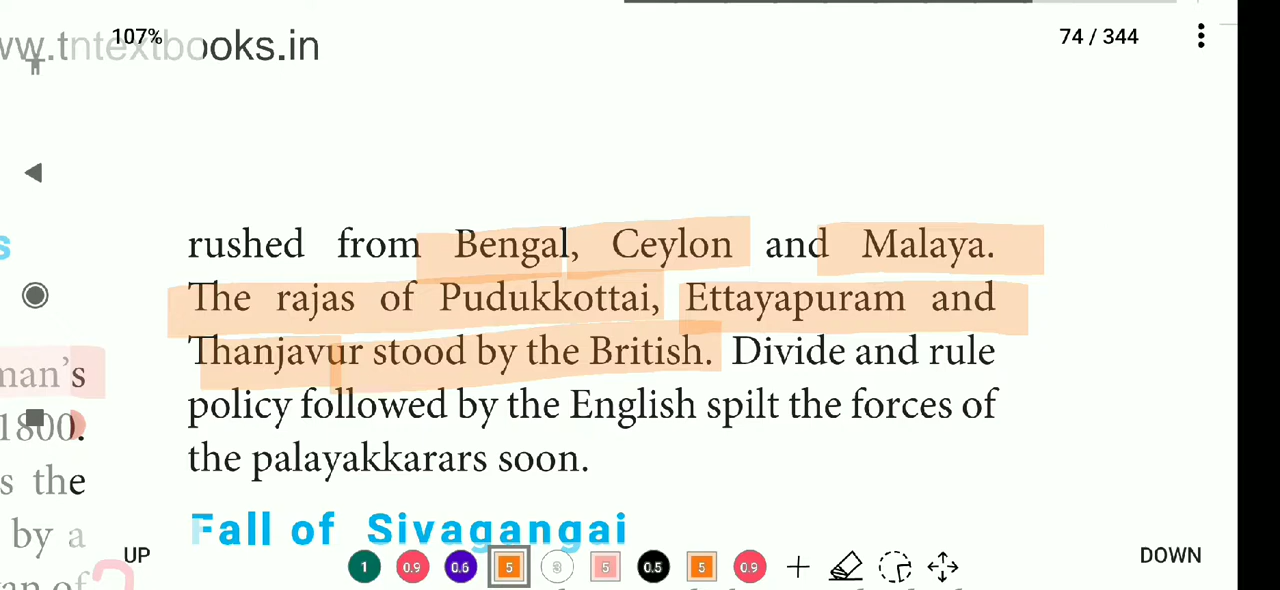 107%
ww.tntextbooks.in
74 / 344
rushed from Bengal, Ceylon and Malaya.
The rajas of Pudukkottai, Ettayapuram and
Thanjavur stood by the British. Divide and rule
policy followed by the English spilt the forces of
the palayakkarars soon.
Fall of Sivagangai
s
man's
1800.
s the
by a
an of
UP
1 0.9 0.6 5 3 5 0.5 5 0.9
DOWN